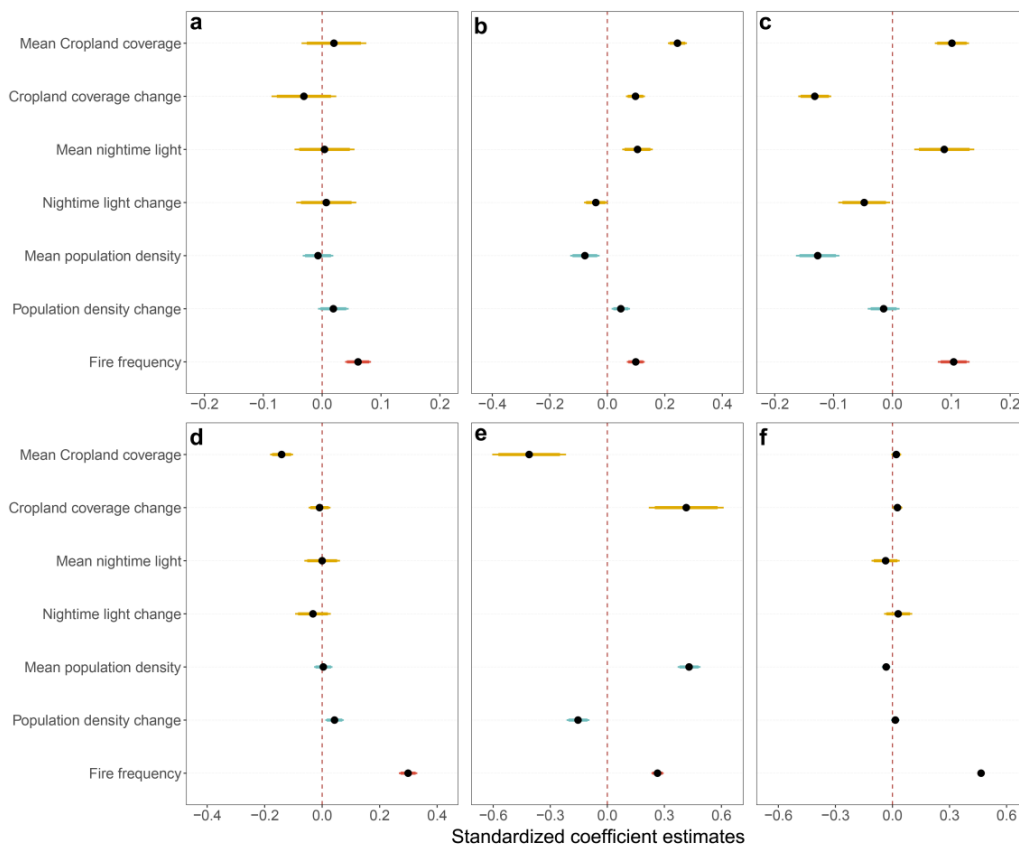 a
b
c
Mean Cropland coverage
Cropland coverage change
Mean nightime light
Nightime light change
Mean population density
Population density change
Fire frequency
−0.2 −0.1 0.0 0.1 0.2
−0.4 −0.2 0.0 0.2 0.4
−0.2 −0.1 0.0 0.1 0.2
d
e
f
Mean Cropland coverage
Cropland coverage change
Mean nightime light
Nightime light change
Mean population density
Population density change
Fire frequency
−0.4 −0.2 0.0 0.2 0.4
−0.6 −0.3 0.0 0.3 0.6
−0.6 −0.3 0.0 0.3 0.6
Standardized coefficient estimates